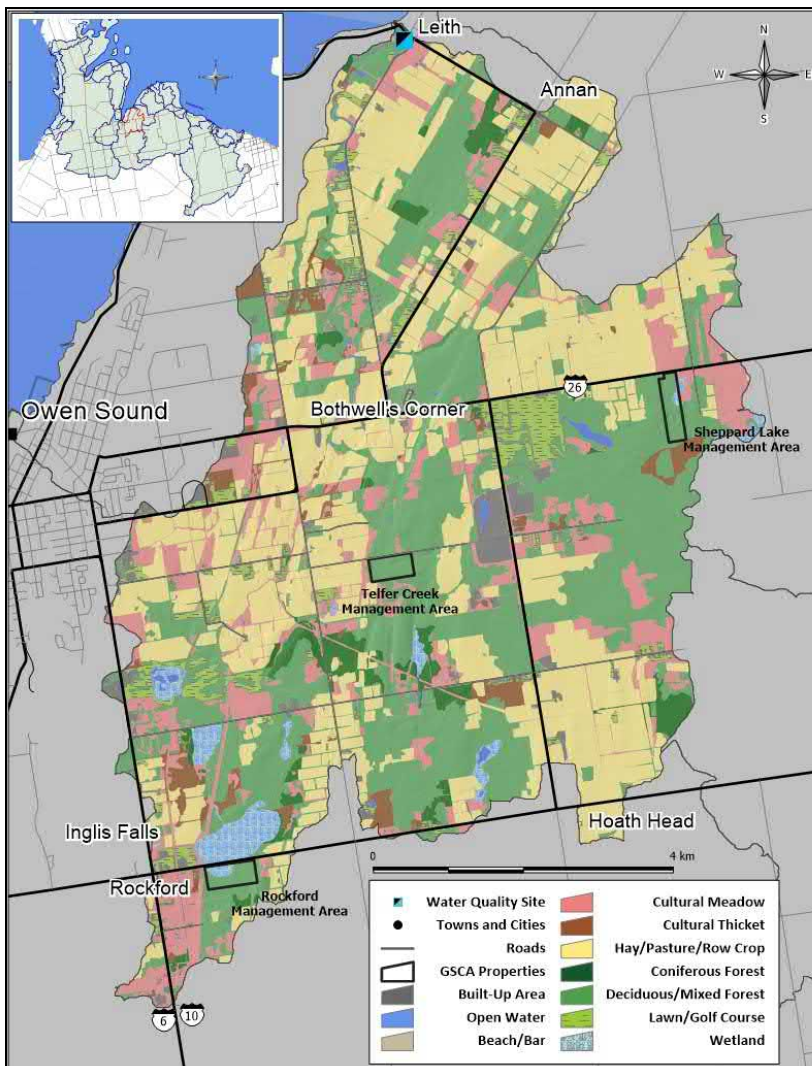 Leith
Annan
N
W E
S
26
Owen Sound
Bothwell's Corner
Sheppard Lake
Management Area
Telfer Creek
Management Area
Inglis Falls
Hoath Head
Rockford
Rockford
Management Area
0 4 km
6 10
Water Quality Site
Towns and Cities
Roads
GSCA Properties
Built-Up Area
Open Water
Beach/Bar
Cultural Meadow
Cultural Thicket
Hay/Pasture/Row Crop
Coniferous Forest
Deciduous/Mixed Forest
Lawn/Golf Course
Wetland